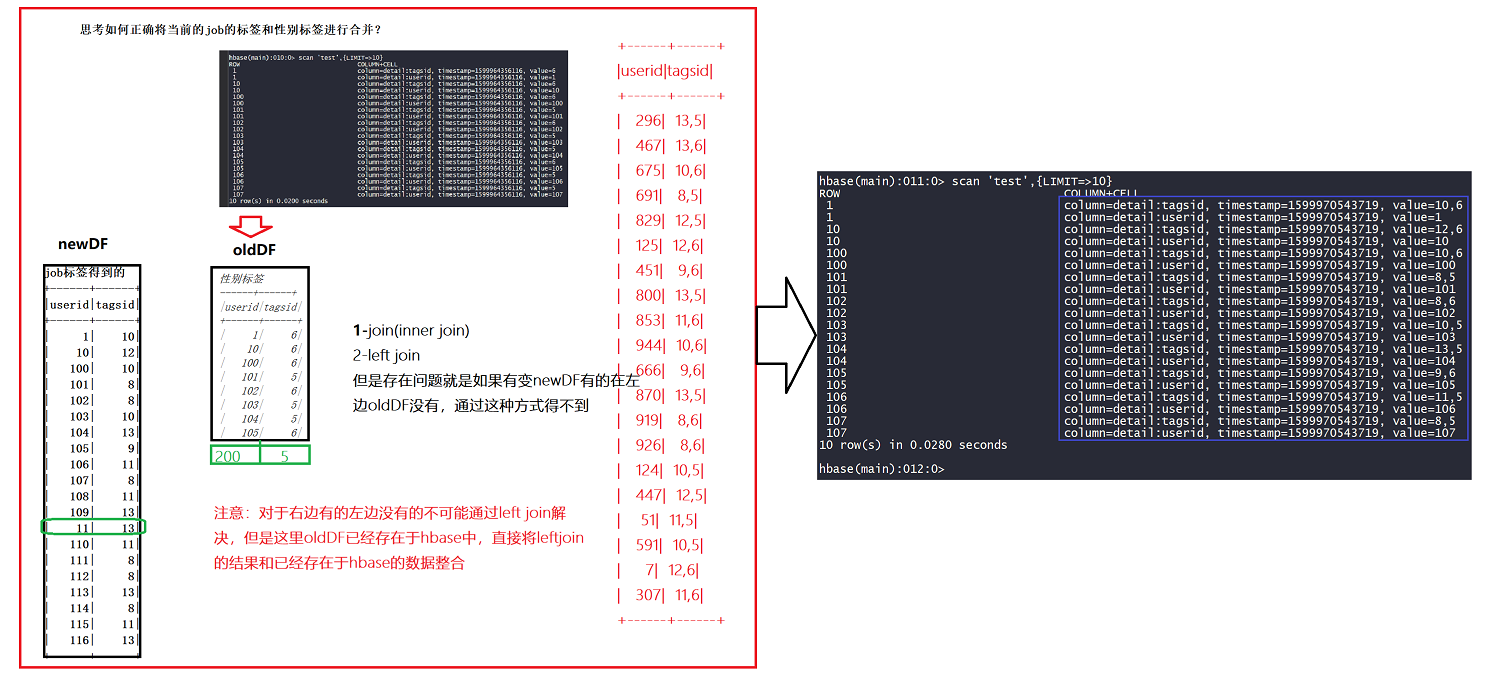 思考如何正确将当前的job的标签和性别标签进行合并?
hbase(main):010:0> scan 'test',{LIMIT=>10}
ROW COLUMN+CELL
1 column=detail:tagsid, timestamp=1599964356116, value=6
1 column=detail:userid, timestamp=1599964356116, value=1
10 column=detail:tagsid, timestamp=1599964356116, value=6
10 column=detail:userid, timestamp=1599964356116, value=10
100 column=detail:tagsid, timestamp=1599964356116, value=6
100 column=detail:userid, timestamp=1599964356116, value=100
101 column=detail:tagsid, timestamp=1599964356116, value=5
101 column=detail:userid, timestamp=1599964356116, value=101
102 column=detail:tagsid, timestamp=1599964356116, value=6
102 column=detail:userid, timestamp=1599964356116, value=102
103 column=detail:tagsid, timestamp=1599964356116, value=5
103 column=detail:userid, timestamp=1599964356116, value=103
104 column=detail:tagsid, timestamp=1599964356116, value=5
104 column=detail:userid, timestamp=1599964356116, value=104
105 column=detail:tagsid, timestamp=1599964356116, value=6
105 column=detail:userid, timestamp=1599964356116, value=105
106 column=detail:tagsid, timestamp=1599964356116, value=5
106 column=detail:userid, timestamp=1599964356116, value=106
107 column=detail:tagsid, timestamp=1599964356116, value=5
107 column=detail:userid, timestamp=1599964356116, value=107
10 row(s) in 0.0200 seconds
newDF
job标签得到的
+------+------+
|userid|tagsid|
+------+------+
| 1| 10|
| 10| 12|
| 100| 10|
| 101| 8|
| 102| 8|
| 103| 10|
| 104| 13|
| 105| 9|
| 106| 11|
| 107| 8|
| 108| 11|
| 109| 13|
| 11| 13|
| 110| 11|
| 111| 8|
| 112| 8|
| 113| 13|
| 114| 8|
| 115| 11|
| 116| 13|
oldDF
性别标签
------+------+
|userid|tagsid|
+------+------+
| 1| 6|
| 10| 6|
| 100| 6|
| 101| 5|
| 102| 6|
| 103| 5|
| 104| 5|
| 105| 6|
200 5
1-join(inner join)
2-left join
但是存在问题就是如果有变newDF有的在左
边oldDF没有，通过这种方式得不到
注意：对于右边有的左边没有的不可能通过left join解
决，但是这里oldDF已经存在于hbase中，直接将leftjoin
的结果和已经存在于hbase的数据整合
+------+------+
|userid|tagsid|
+------+------+
| 296| 13,5|
| 467| 13,6|
| 675| 10,6|
| 691| 8,5|
| 829| 12,5|
| 125| 12,6|
| 451| 9,6|
| 800| 13,5|
| 853| 11,6|
| 944| 10,6|
| 666| 9,6|
| 870| 13,5|
| 919| 8,6|
| 926| 8,6|
| 124| 10,5|
| 447| 12,5|
| 51| 11,5|
| 591| 10,5|
| 7| 12,6|
| 307| 11,6|
+------+------+
hbase(main):011:0> scan 'test',{LIMIT=>10}
ROW COLUMN+CELL
1 column=detail:tagsid, timestamp=1599970543719, value=10,6
1 column=detail:userid, timestamp=1599970543719, value=1
10 column=detail:tagsid, timestamp=1599970543719, value=12,6
10 column=detail:userid, timestamp=1599970543719, value=10
100 column=detail:tagsid, timestamp=1599970543719, value=10,6
100 column=detail:userid, timestamp=1599970543719, value=100
101 column=detail:tagsid, timestamp=1599970543719, value=8,5
101 column=detail:userid, timestamp=1599970543719, value=101
102 column=detail:tagsid, timestamp=1599970543719, value=8,6
102 column=detail:userid, timestamp=1599970543719, value=102
103 column=detail:tagsid, timestamp=1599970543719, value=10,5
103 column=detail:userid, timestamp=1599970543719, value=103
104 column=detail:tagsid, timestamp=1599970543719, value=13,5
104 column=detail:userid, timestamp=1599970543719, value=104
105 column=detail:tagsid, timestamp=1599970543719, value=9,6
105 column=detail:userid, timestamp=1599970543719, value=105
106 column=detail:tagsid, timestamp=1599970543719, value=11,5
106 column=detail:userid, timestamp=1599970543719, value=106
107 column=detail:tagsid, timestamp=1599970543719, value=8,5
107 column=detail:userid, timestamp=1599970543719, value=107
10 row(s) in 0.0280 seconds
hbase(main):012:0>